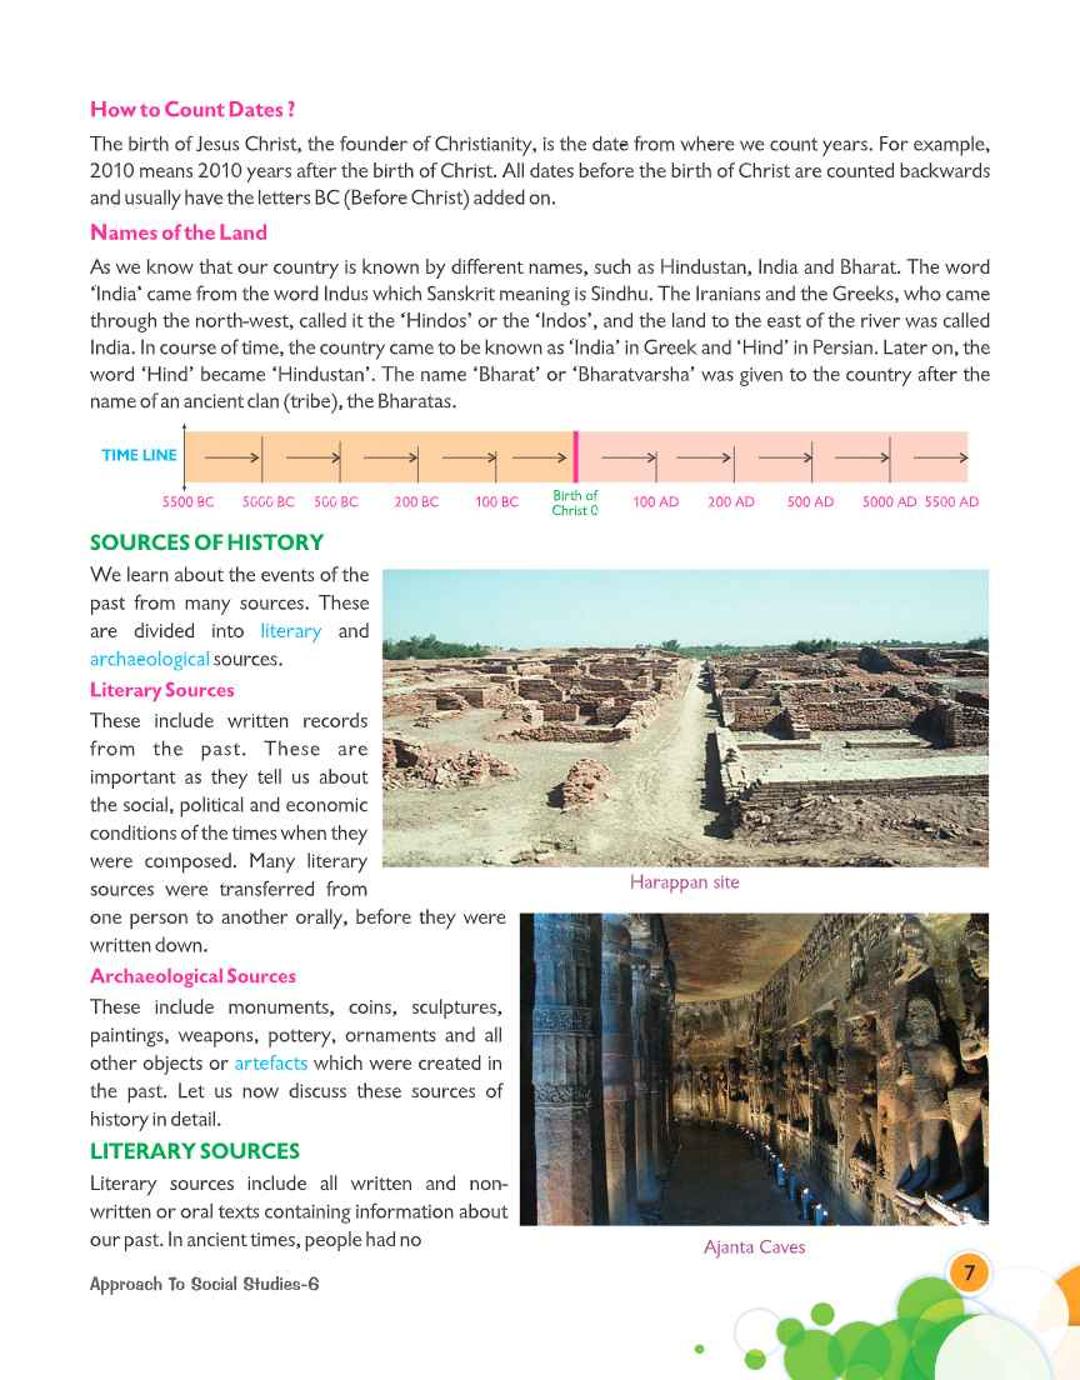 How to Count Dates ?
The birth of Jesus Christ, the founder of Christianity, is the date from where we count years. For example,
2010 means 2010 years after the birth of Christ. All dates before the birth of Christ are counted backwards
and usually have the letters BC (Before Christ) added on.
Names of the Land
As we know that our country is known by different names, such as Hindustan, India and Bharat. The word
‘India‘ came from the word Indus which Sanskrit meaning is Sindhu. The Iranians and the Greeks, who came
through the north-west, called it the ‘Hindos’ or the ‘Indos’, and the land to the east of the river was called
India. In course of time, the country came to be known as ‘India’ in Greek and ‘Hind’ in Persian. Later on, the
word ‘Hind’ became ‘Hindustan’. The name ‘Bharat’ or ‘Bharatvarsha’ was given to the country after the
name of an ancient clan (tribe), the Bharatas.
TIME LINE
5500 BC 5000 BC 500 BC 200 BC 100 BC Birth of Christ 0 100 AD 200 AD 500 AD 5000 AD 5500 AD
SOURCES OF HISTORY
We learn about the events of the
past from many sources. These
are divided into literary and
archaeological sources.
Literary Sources
These include written records
from the past. These are
important as they tell us about
the social, political and economic
conditions of the times when they
were composed. Many literary
sources were transferred from
one person to another orally, before they were
written down.
Harappan site
Archaeological Sources
These include monuments, coins, sculptures,
paintings, weapons, pottery, ornaments and all
other objects or artefacts which were created in
the past. Let us now discuss these sources of
history in detail.
LITERARY SOURCES
Literary sources include all written and non-
written or oral texts containing information about
our past. In ancient times, people had no
Ajanta Caves
Approach To Social Studies-6
7